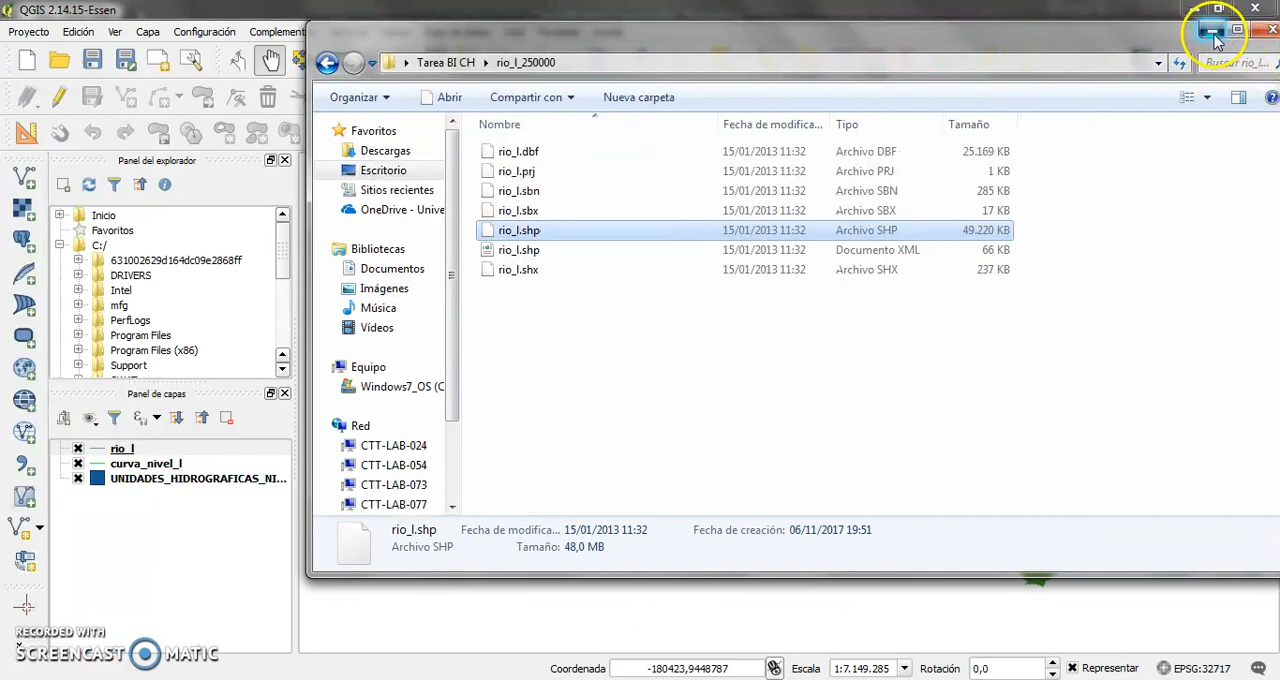 QGIS 2.14.15-Essen
Proyecto Edición Ver Capa Configuración Complement
Tarea BI CH rio_l_250000 Buscar rio_l...
Organizar Abrir Compartir con Nueva carpeta
Nombre Fecha de modifica... Tipo Tamaño
rio_l.dbf 15/01/2013 11:32 Archivo DBF 25.169 KB
rio_l.prj 15/01/2013 11:32 Archivo PRJ 1 KB
rio_l.sbn 15/01/2013 11:32 Archivo SBN 285 KB
rio_l.sbx 15/01/2013 11:32 Archivo SBX 17 KB
rio_l.shp 15/01/2013 11:32 Archivo SHP 49.220 KB
rio_l.shp 15/01/2013 11:32 Documento XML 66 KB
rio_l.shx 15/01/2013 11:32 Archivo SHX 237 KB
Favoritos
Descargas
Escritorio
Sitios recientes
OneDrive - Unive
Bibliotecas
Documentos
Imágenes
Música
Vídeos
Equipo
Windows7_OS (C
Red
CTT-LAB-024
CTT-LAB-054
CTT-LAB-073
CTT-LAB-077
rio_l.shp Fecha de modifica... 15/01/2013 11:32 Fecha de creación: 06/11/2017 19:51
Archivo SHP Tamaño: 48,0 MB
Panel del explorador
Inicio
Favoritos
C:/
631002629d164dc09e2868ff
DRIVERS
Intel
mfg
PerfLogs
Program Files
Program Files (x86)
Support
Panel de capas
rio_l
curva_nivel_l
UNIDADES_HIDROGRAFICAS_NI...
RECORDED WITH
SCREENCAST MATIC
Coordenada -180423,9448787 Escala 1:7.149.285 Rotación 0,0 Representar EPSG:32717